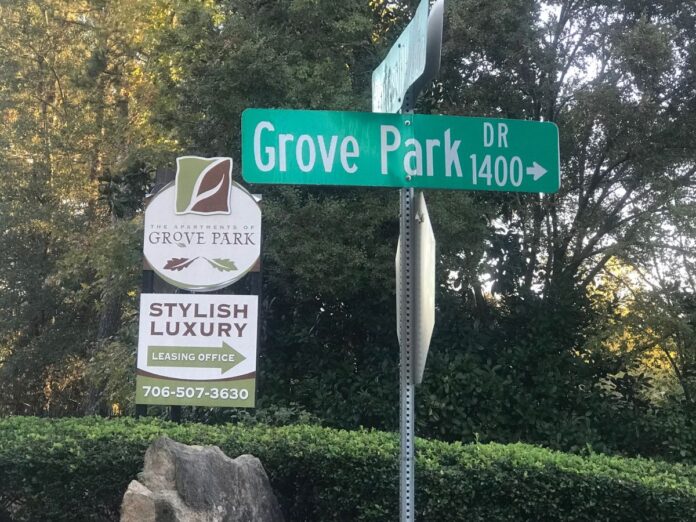 Grove Park DR
1400→
THE APARTMENTS OF
GROVE PARK
STYLISH
LUXURY
LEASING OFFICE
706-507-3630